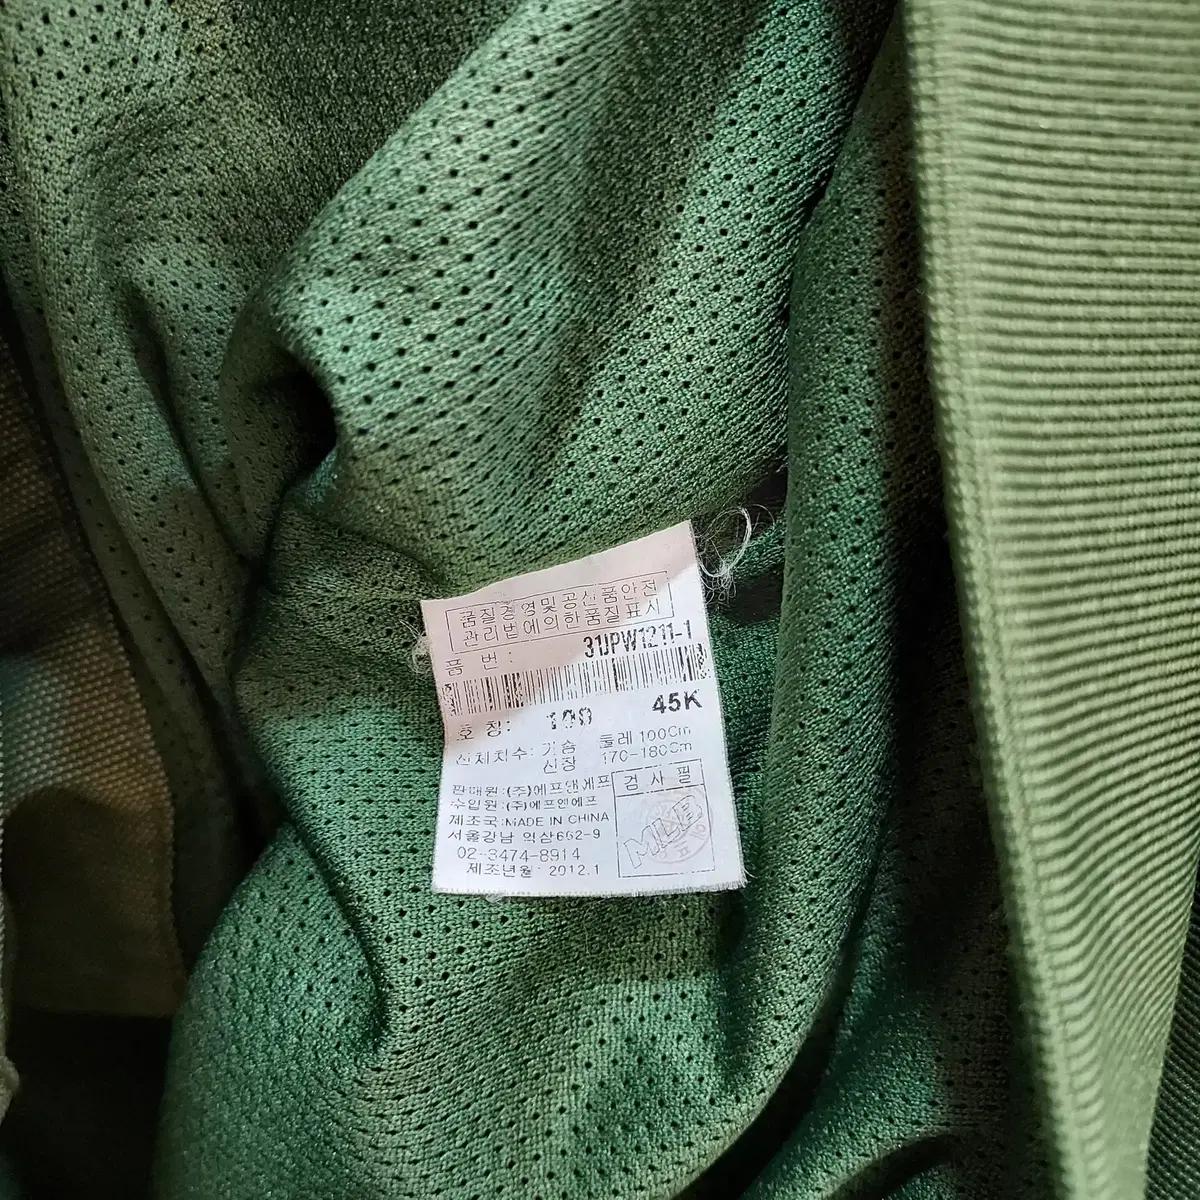 품질경영및공산품안전
관리법에의한품질표시
품 번: 31JPW1211-1
호 칭: 100 45K
신체치수: 가슴 둘레 100Cm
신장 170-180Cm
판매원:(주)에프앤에프
수입원:(주)에프앤에프
제조국:MADE IN CHINA
서울강남 역삼662-9
02-3474-8914
제조년월: 2012.1
검사필
MLB